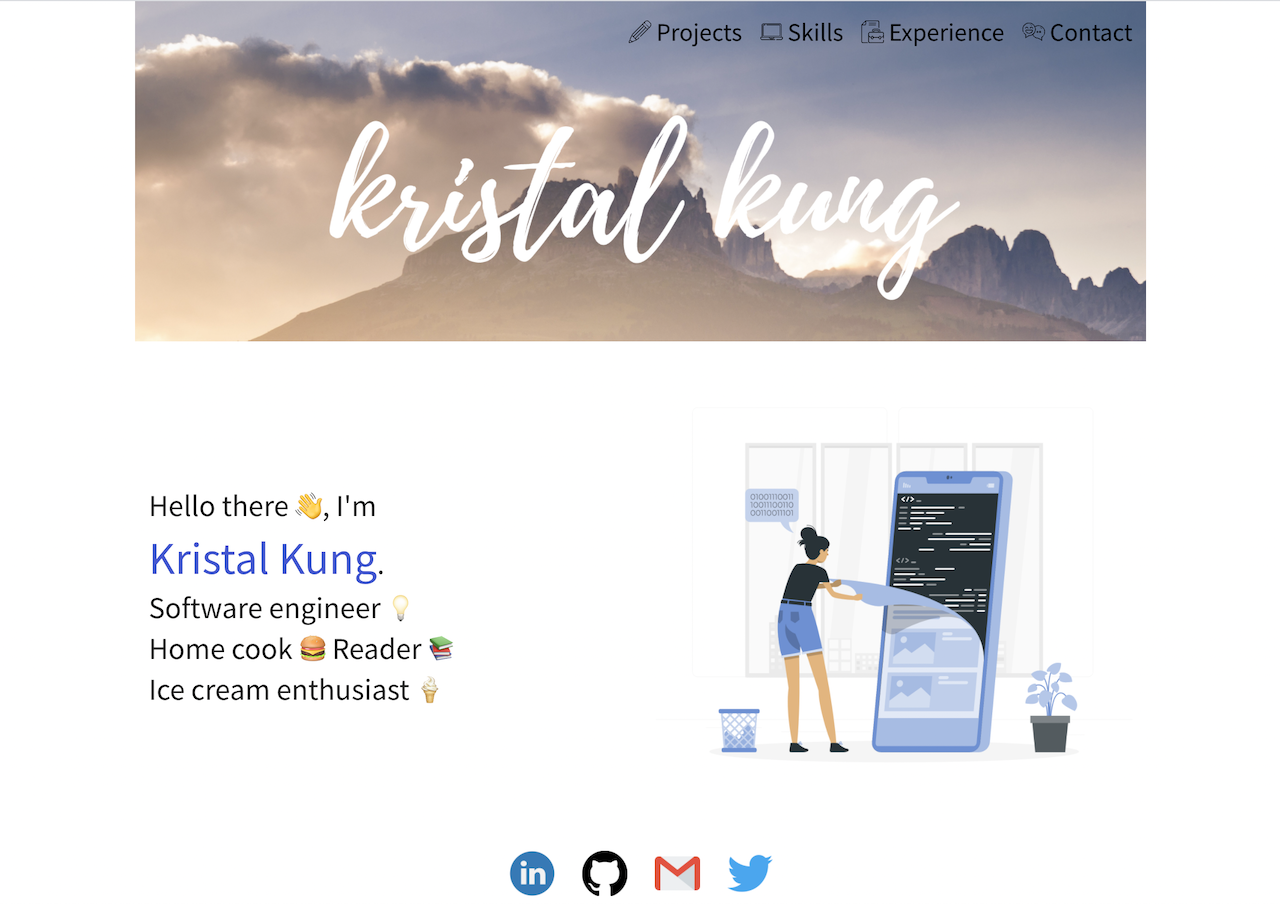 Projects Skills Experience Contact
kristal kung
Hello there 👋, I'm
Kristal Kung.
Software engineer 💡
Home cook 🍔 Reader 📚
Ice cream enthusiast 🍦
01001110011
10011100110
00110011101
</>
</>
in